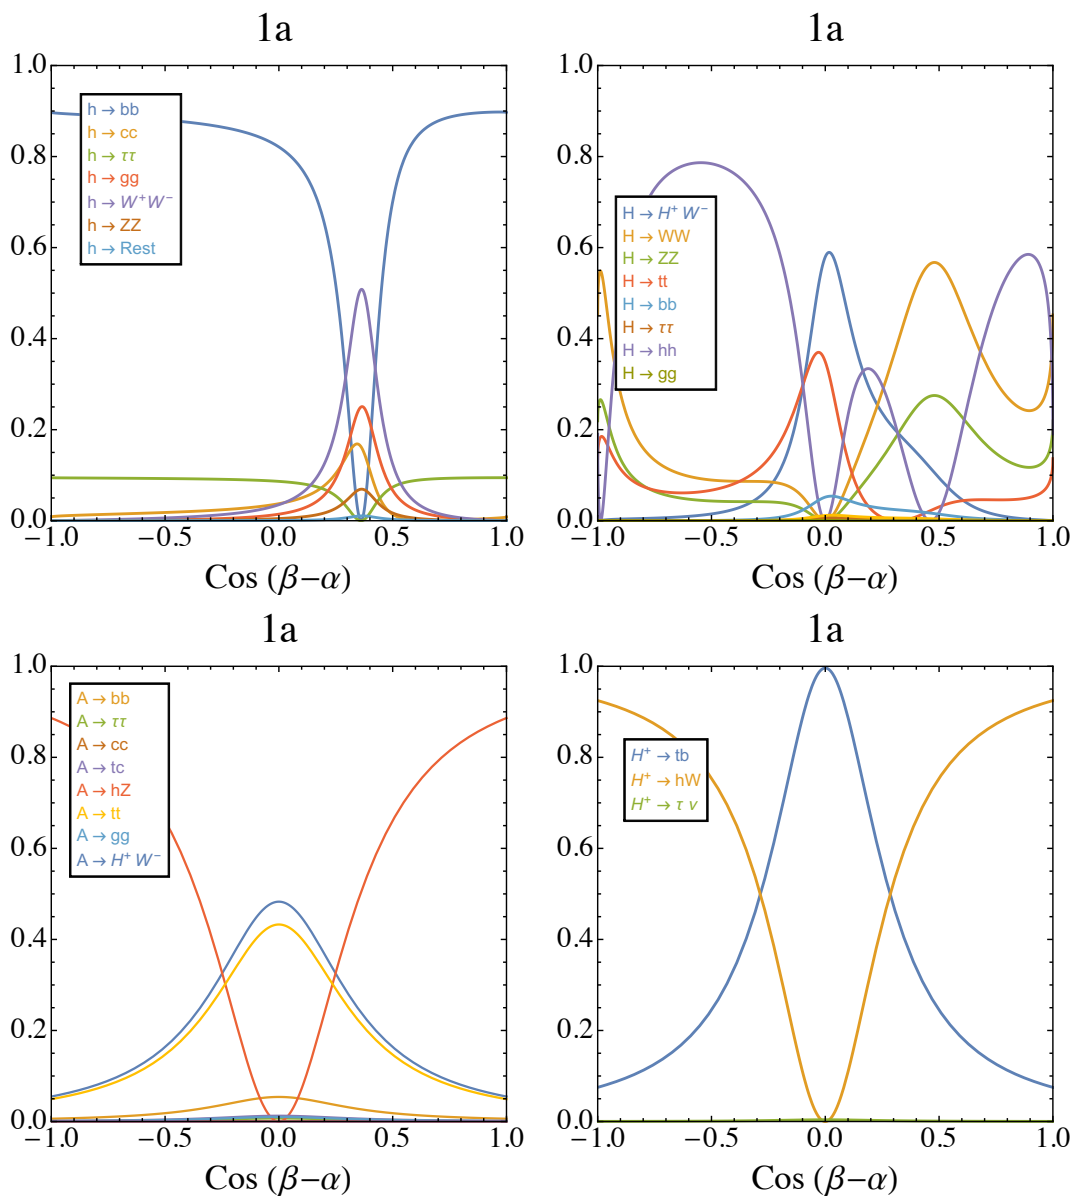 1a
1.0
0.8
0.6
0.4
0.2
0.0
h → bb
h → cc
h → ττ
h → gg
h → W⁺W⁻
h → ZZ
h → Rest
−1.0 −0.5 0.0 0.5 1.0
Cos (β−α)
1a
1.0
0.8
0.6
0.4
0.2
0.0
H → H⁺ W⁻
H → WW
H → ZZ
H → tt
H → bb
H → ττ
H → hh
H → gg
−1.0 −0.5 0.0 0.5 1.0
Cos (β−α)
1a
1.0
0.8
0.6
0.4
0.2
0.0
A → bb
A → ττ
A → cc
A → tc
A → hZ
A → tt
A → gg
A → H⁺ W⁻
−1.0 −0.5 0.0 0.5 1.0
Cos (β−α)
1a
1.0
0.8
0.6
0.4
0.2
0.0
H⁺ → tb
H⁺ → hW
H⁺ → τ ν
−1.0 −0.5 0.0 0.5 1.0
Cos (β−α)